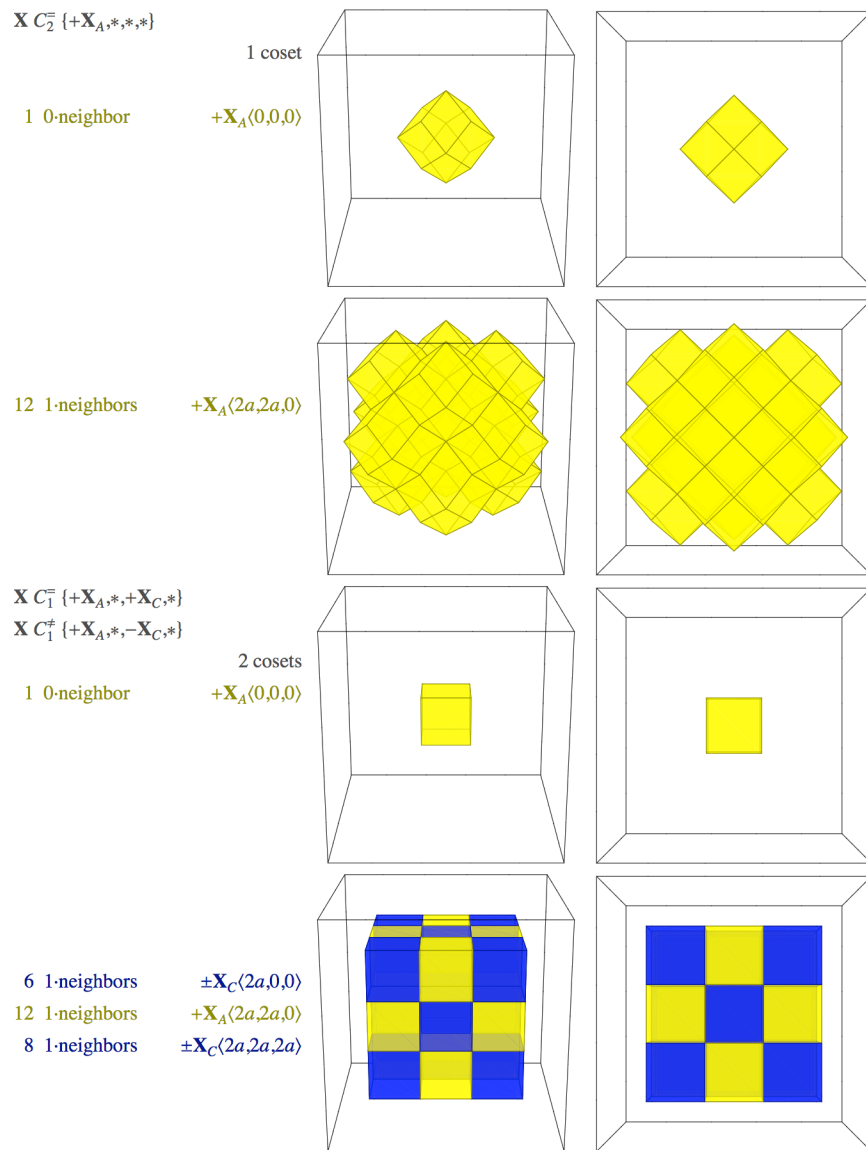 X C₂⁼ {+X_A,*,*,*}
1 coset
1 0·neighbor +X_A⟨0,0,0⟩
12 1·neighbors +X_A⟨2a,2a,0⟩
X C₁⁼ {+X_A,*,+X_C,*}
X C₁^≠ {+X_A,*,−X_C,*}
2 cosets
1 0·neighbor +X_A⟨0,0,0⟩
6 1·neighbors ±X_C⟨2a,0,0⟩
12 1·neighbors +X_A⟨2a,2a,0⟩
8 1·neighbors ±X_C⟨2a,2a,2a⟩